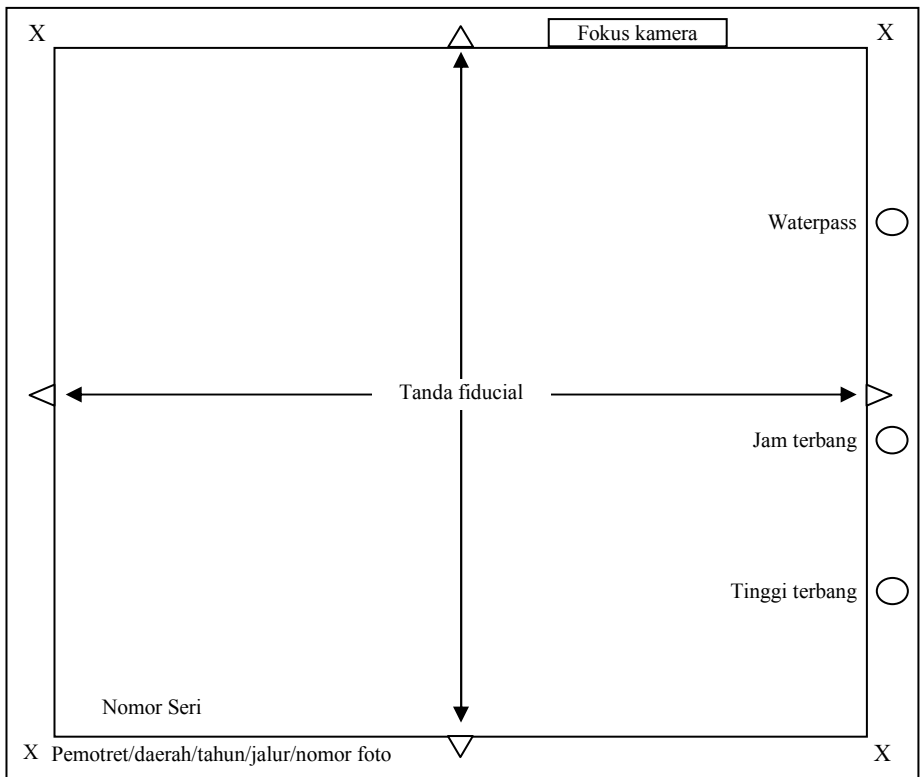 X
Fokus kamera
X
Waterpass
Tanda fiducial
Jam terbang
Tinggi terbang
Nomor Seri
X Pemotret/daerah/tahun/jalur/nomor foto
X